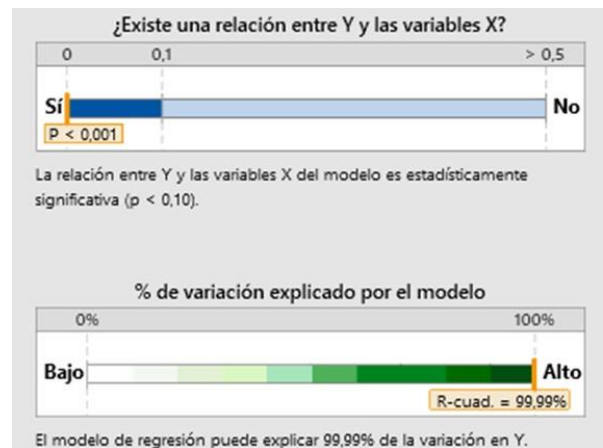 ¿Existe una relación entre Y y las variables X?
0 0,1 > 0,5
Sí No
P < 0,001
La relación entre Y y las variables X del modelo es estadísticamente
significativa (p < 0,10).
% de variación explicado por el modelo
0% 100%
Bajo Alto
R-cuad. = 99,99%
El modelo de regresión puede explicar 99,99% de la variación en Y.